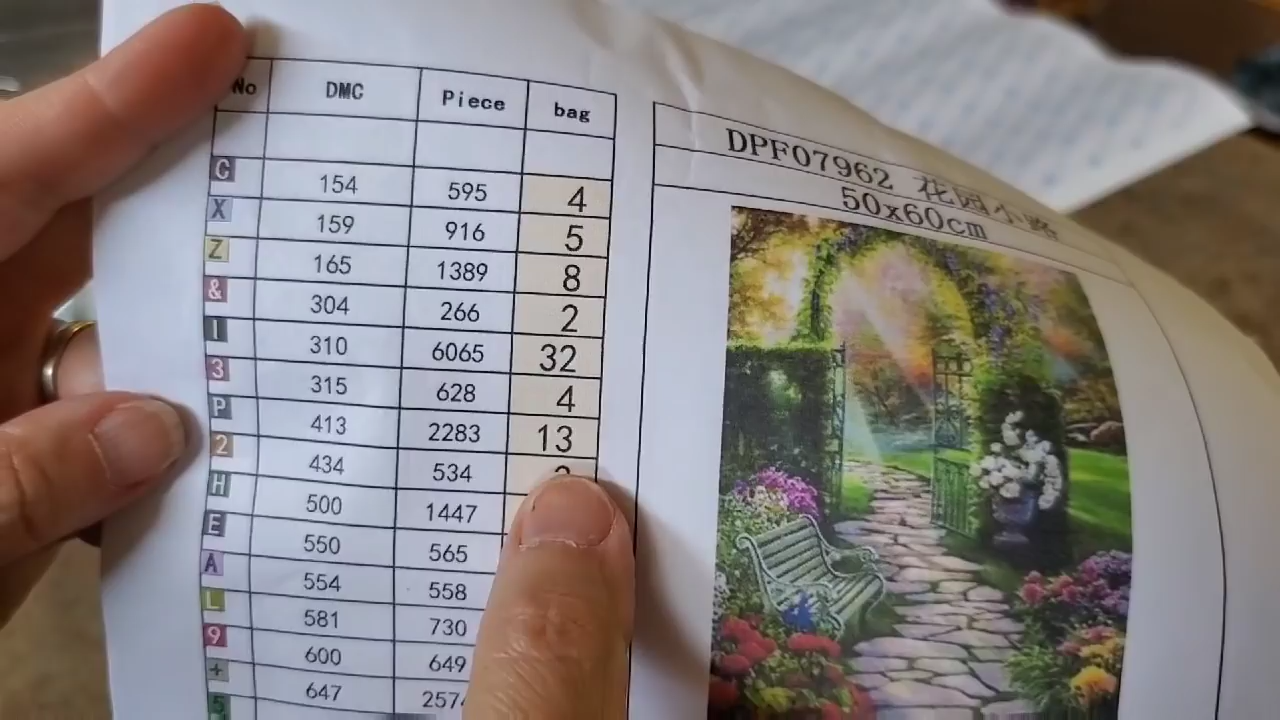 No DMC Piece bag
G 154 595 4
X 159 916 5
Z 165 1389 8
& 304 266 2
I 310 6065 32
3 315 628 4
P 413 2283 13
2 434 534
H 500 1447
E 550 565
A 554 558
L 581 730
9 600 649
+ 647 257
5
DPF07962 花园小路
50x60cm